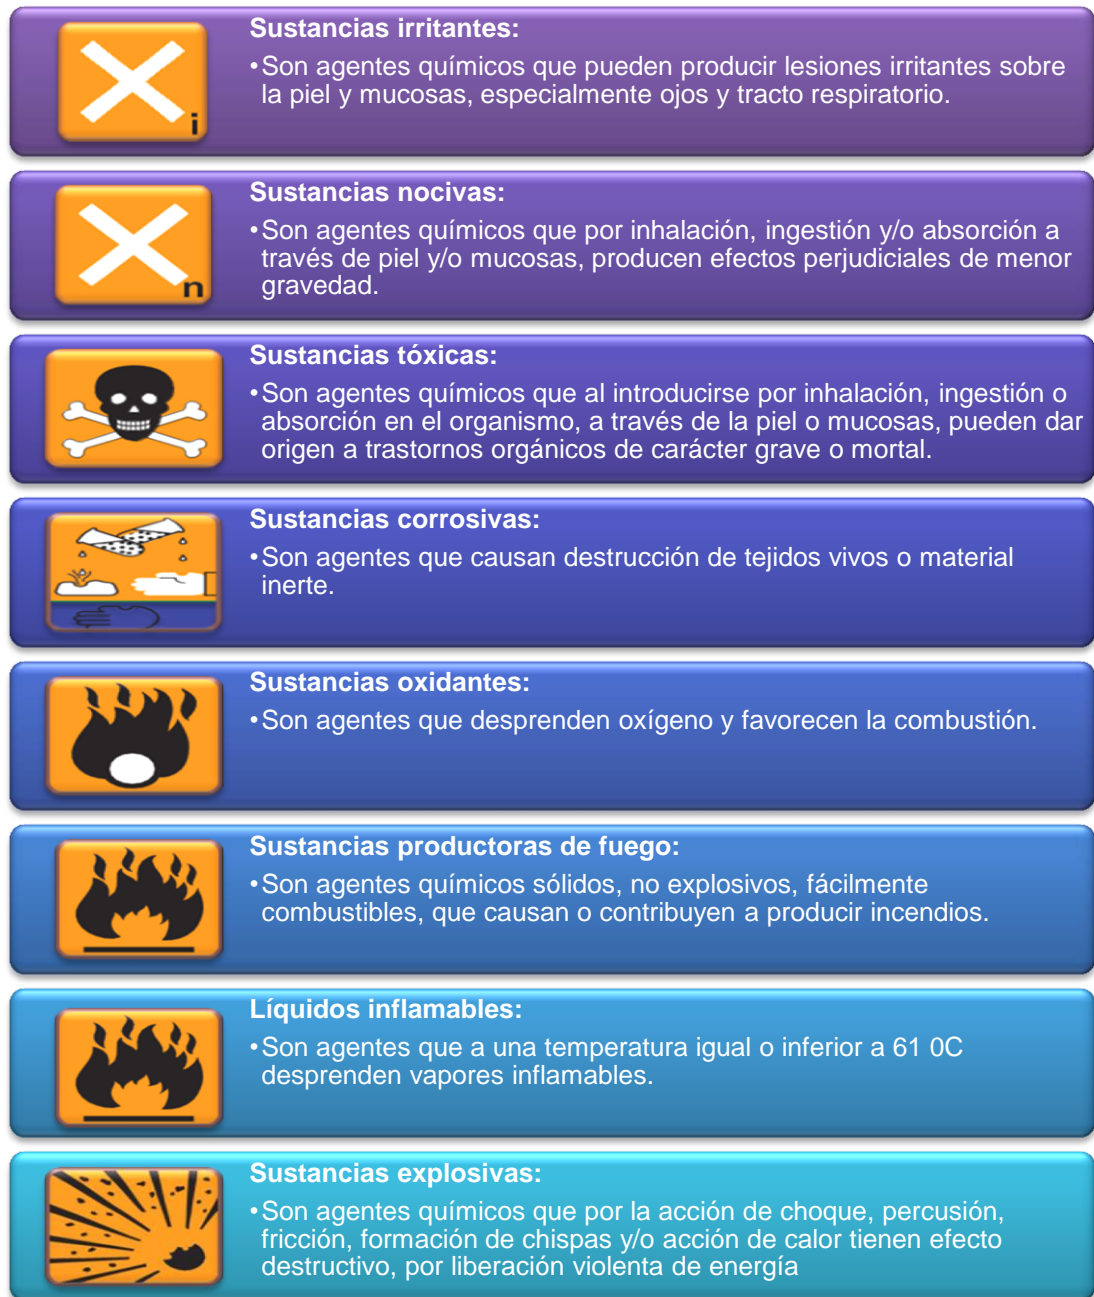 Sustancias irritantes:
•Son agentes químicos que pueden producir lesiones irritantes sobre
la piel y mucosas, especialmente ojos y tracto respiratorio.
i
Sustancias nocivas:
•Son agentes químicos que por inhalación, ingestión y/o absorción a
través de piel y/o mucosas, producen efectos perjudiciales de menor
gravedad.
n
Sustancias tóxicas:
•Son agentes químicos que al introducirse por inhalación, ingestión o
absorción en el organismo, a través de la piel o mucosas, pueden dar
origen a trastornos orgánicos de carácter grave o mortal.
Sustancias corrosivas:
•Son agentes que causan destrucción de tejidos vivos o material
inerte.
Sustancias oxidantes:
•Son agentes que desprenden oxígeno y favorecen la combustión.
Sustancias productoras de fuego:
•Son agentes químicos sólidos, no explosivos, fácilmente
combustibles, que causan o contribuyen a producir incendios.
Líquidos inflamables:
•Son agentes que a una temperatura igual o inferior a 61 0C
desprenden vapores inflamables.
Sustancias explosivas:
•Son agentes químicos que por la acción de choque, percusión,
fricción, formación de chispas y/o acción de calor tienen efecto
destructivo, por liberación violenta de energía